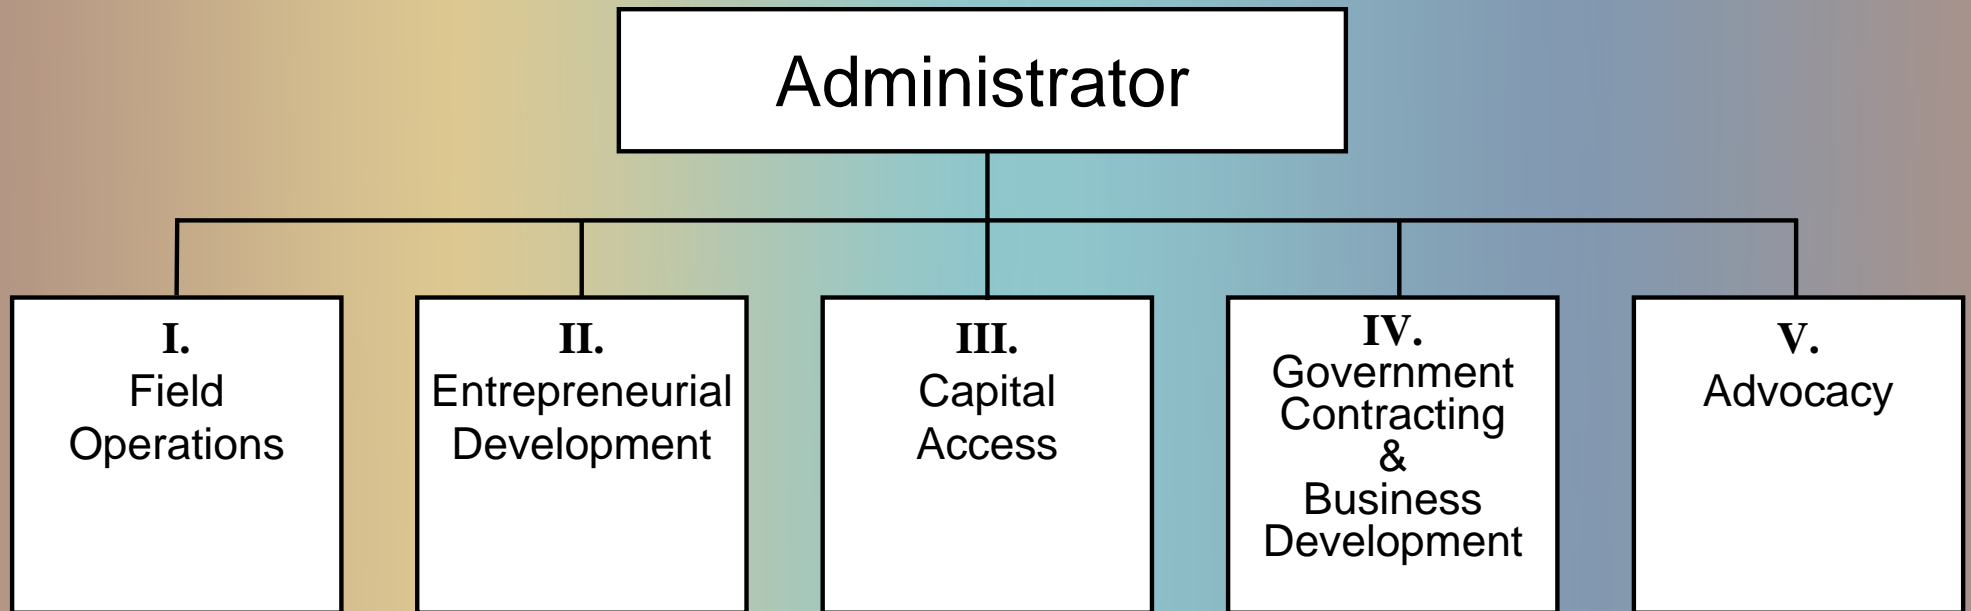 Administrator
I.
Field
Operations
II.
Entrepreneurial
Development
III.
Capital
Access
IV.
Government
Contracting
&
Business
Development
V.
Advocacy